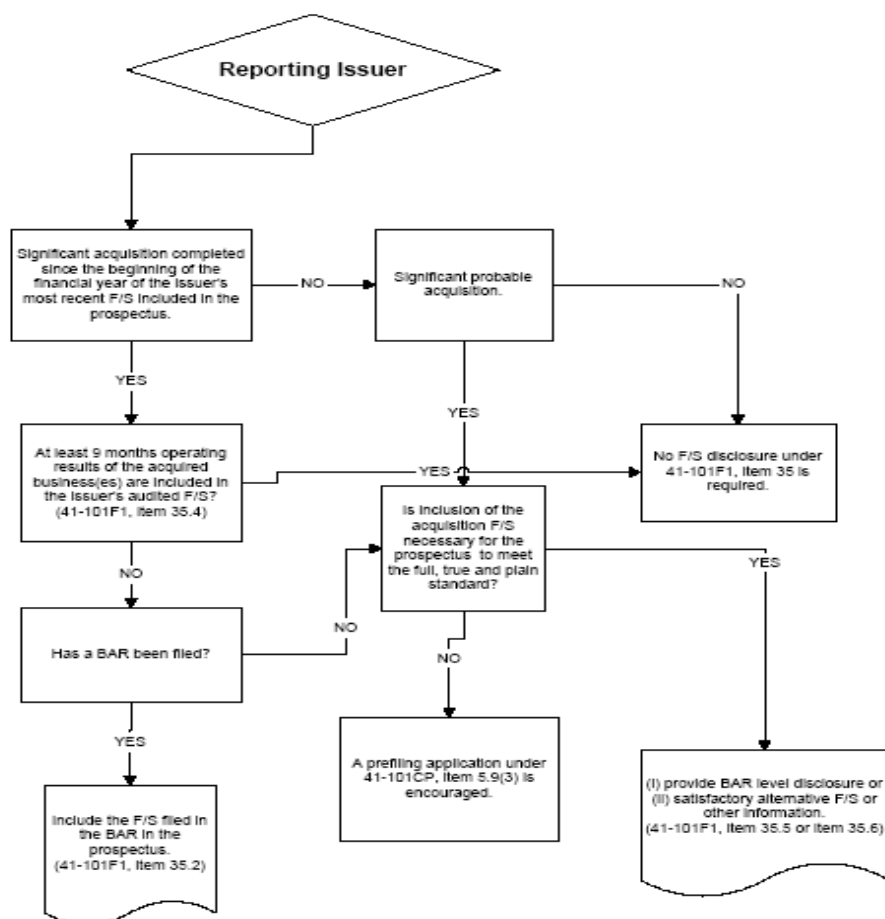 Reporting Issuer
Significant acquisition completed
since the beginning of the
financial year of the issuer's
most recent F/S included in the
prospectus.
NO
Significant probable
acquisition.
NO
YES
YES
At least 9 months operating
results of the acquired
business(es) are included in
the issuer's audited F/S?
(41-101F1, Item 35.4)
YES
No F/S disclosure under
41-101F1, Item 35 is
required.
Is inclusion of the
acquisition F/S
necessary for the
prospectus to meet
the full, true and plain
standard?
YES
NO
NO
Has a BAR been filed?
NO
YES
A prefiling application under
41-101CP, Item 5.9(3) is
encouraged.
(i) provide BAR level disclosure or
(ii) satisfactory alternative F/S or
other information.
(41-101F1, Item 35.5 or Item 35.6)
Include the F/S filed in
the BAR in the
prospectus.
(41-101F1, Item 35.2)